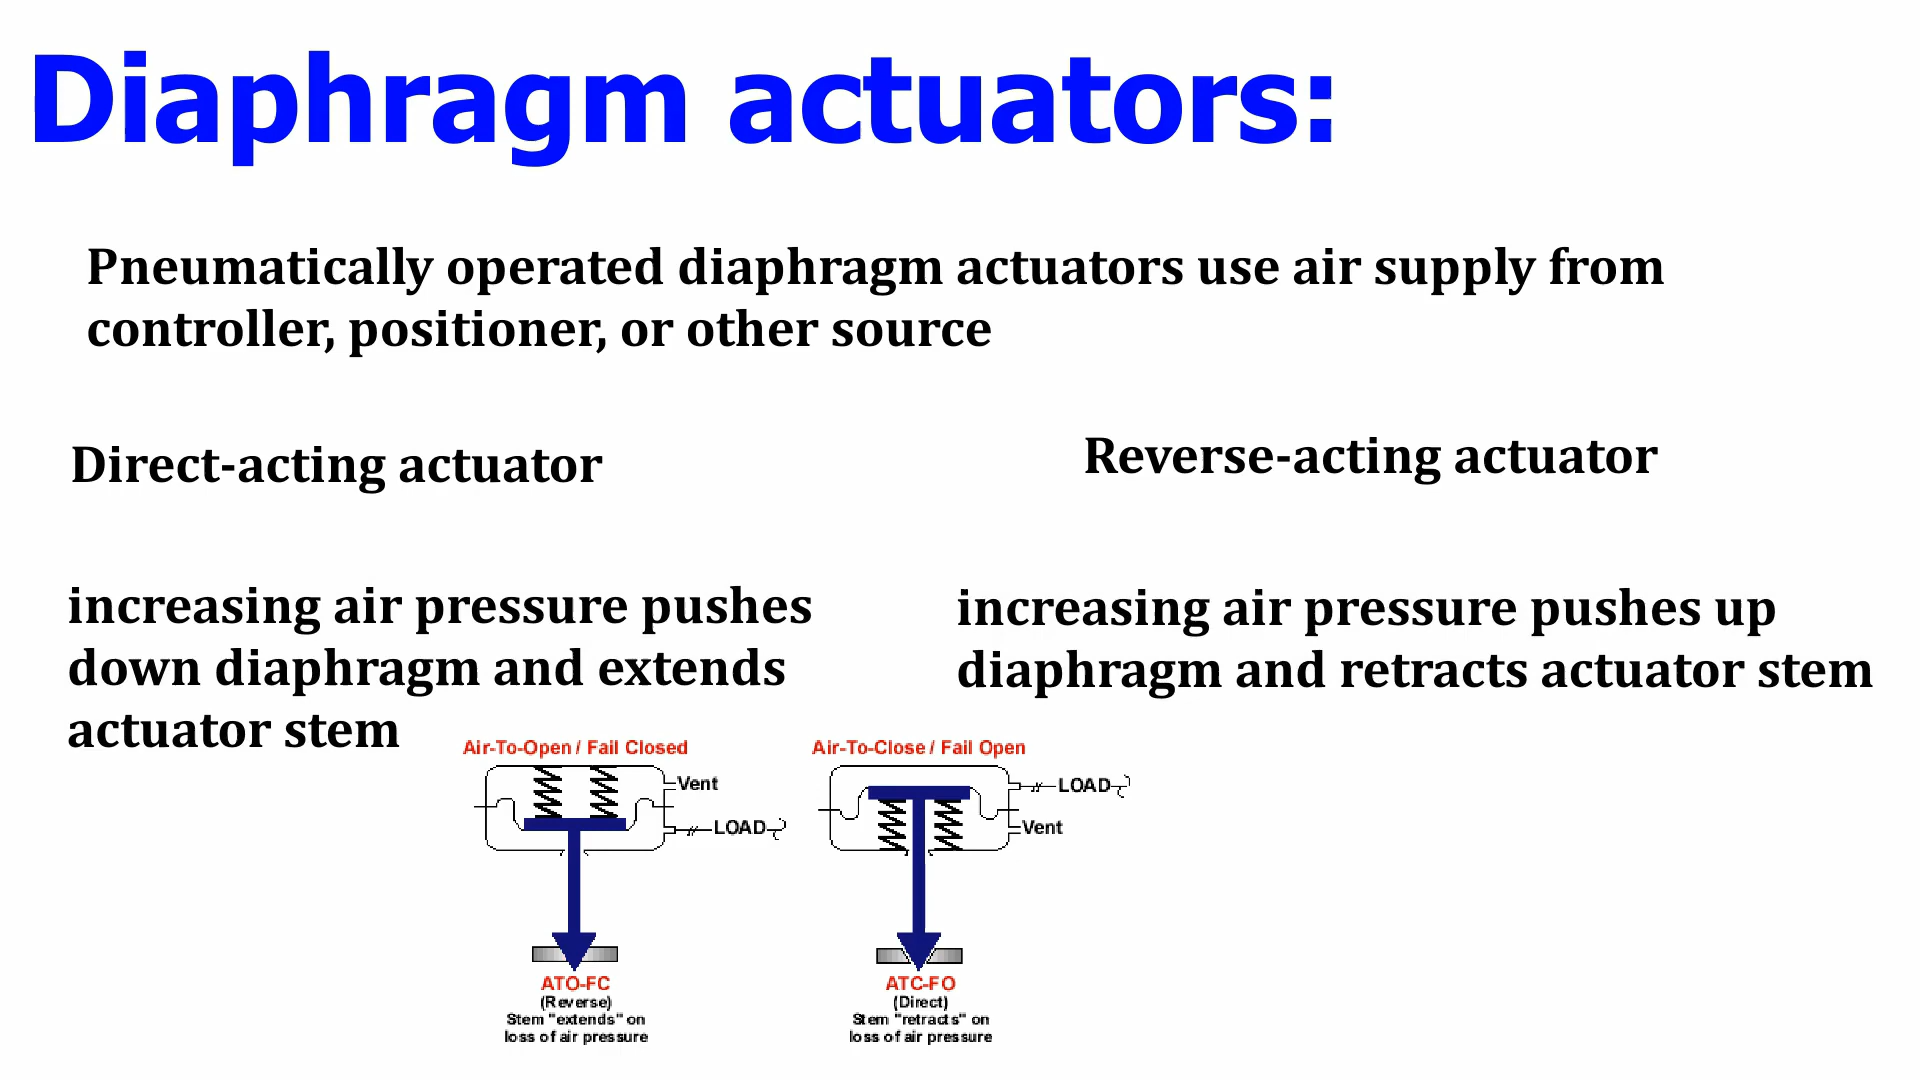 Diaphragm actuators:
Pneumatically operated diaphragm actuators use air supply from
controller, positioner, or other source
Direct-acting actuator
Reverse-acting actuator
increasing air pressure pushes
down diaphragm and extends
actuator stem
increasing air pressure pushes up
diaphragm and retracts actuator stem
Air-To-Open / Fail Closed
Vent
LOAD
ATO-FC
(Reverse)
Stem "extends" on
loss of air pressure
Air-To-Close / Fail Open
LOAD
Vent
ATC-FO
(Direct)
Stem "retracts" on
loss of air pressure